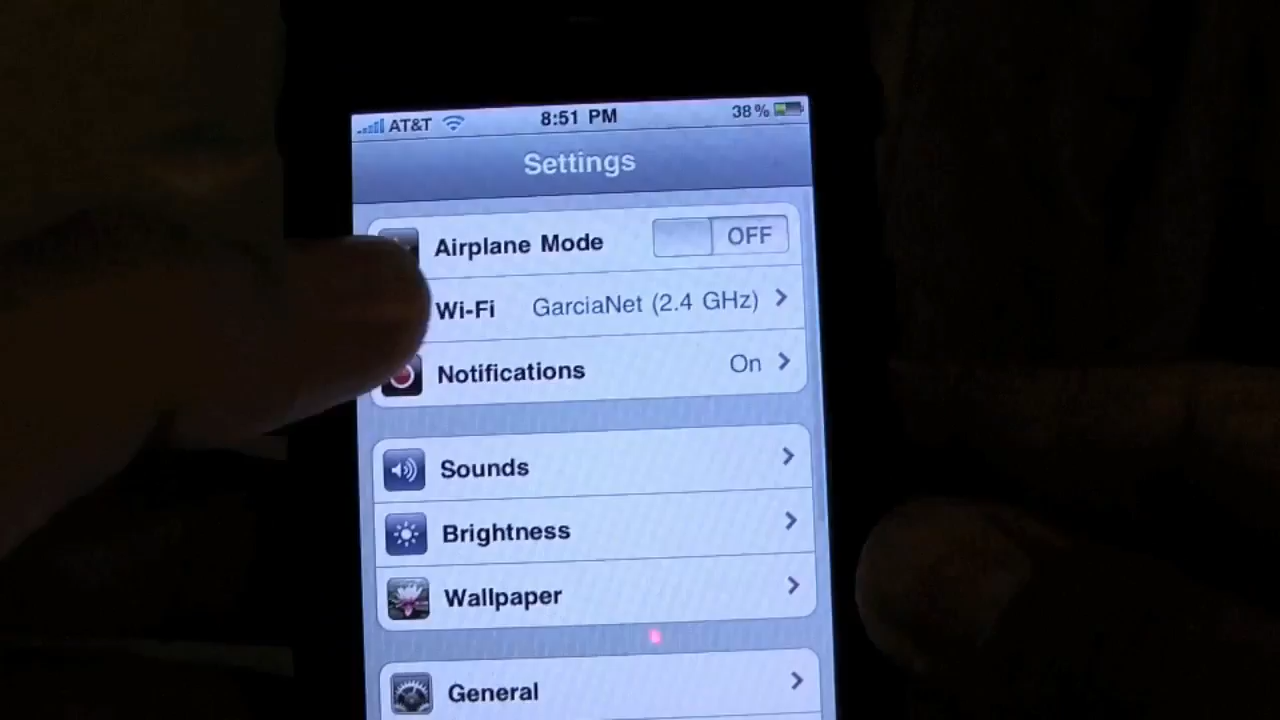 AT&T 8:51 PM 38%
Settings
Airplane Mode OFF
Wi-Fi GarciaNet (2.4 GHz)
Notifications On
Sounds
Brightness
Wallpaper
General